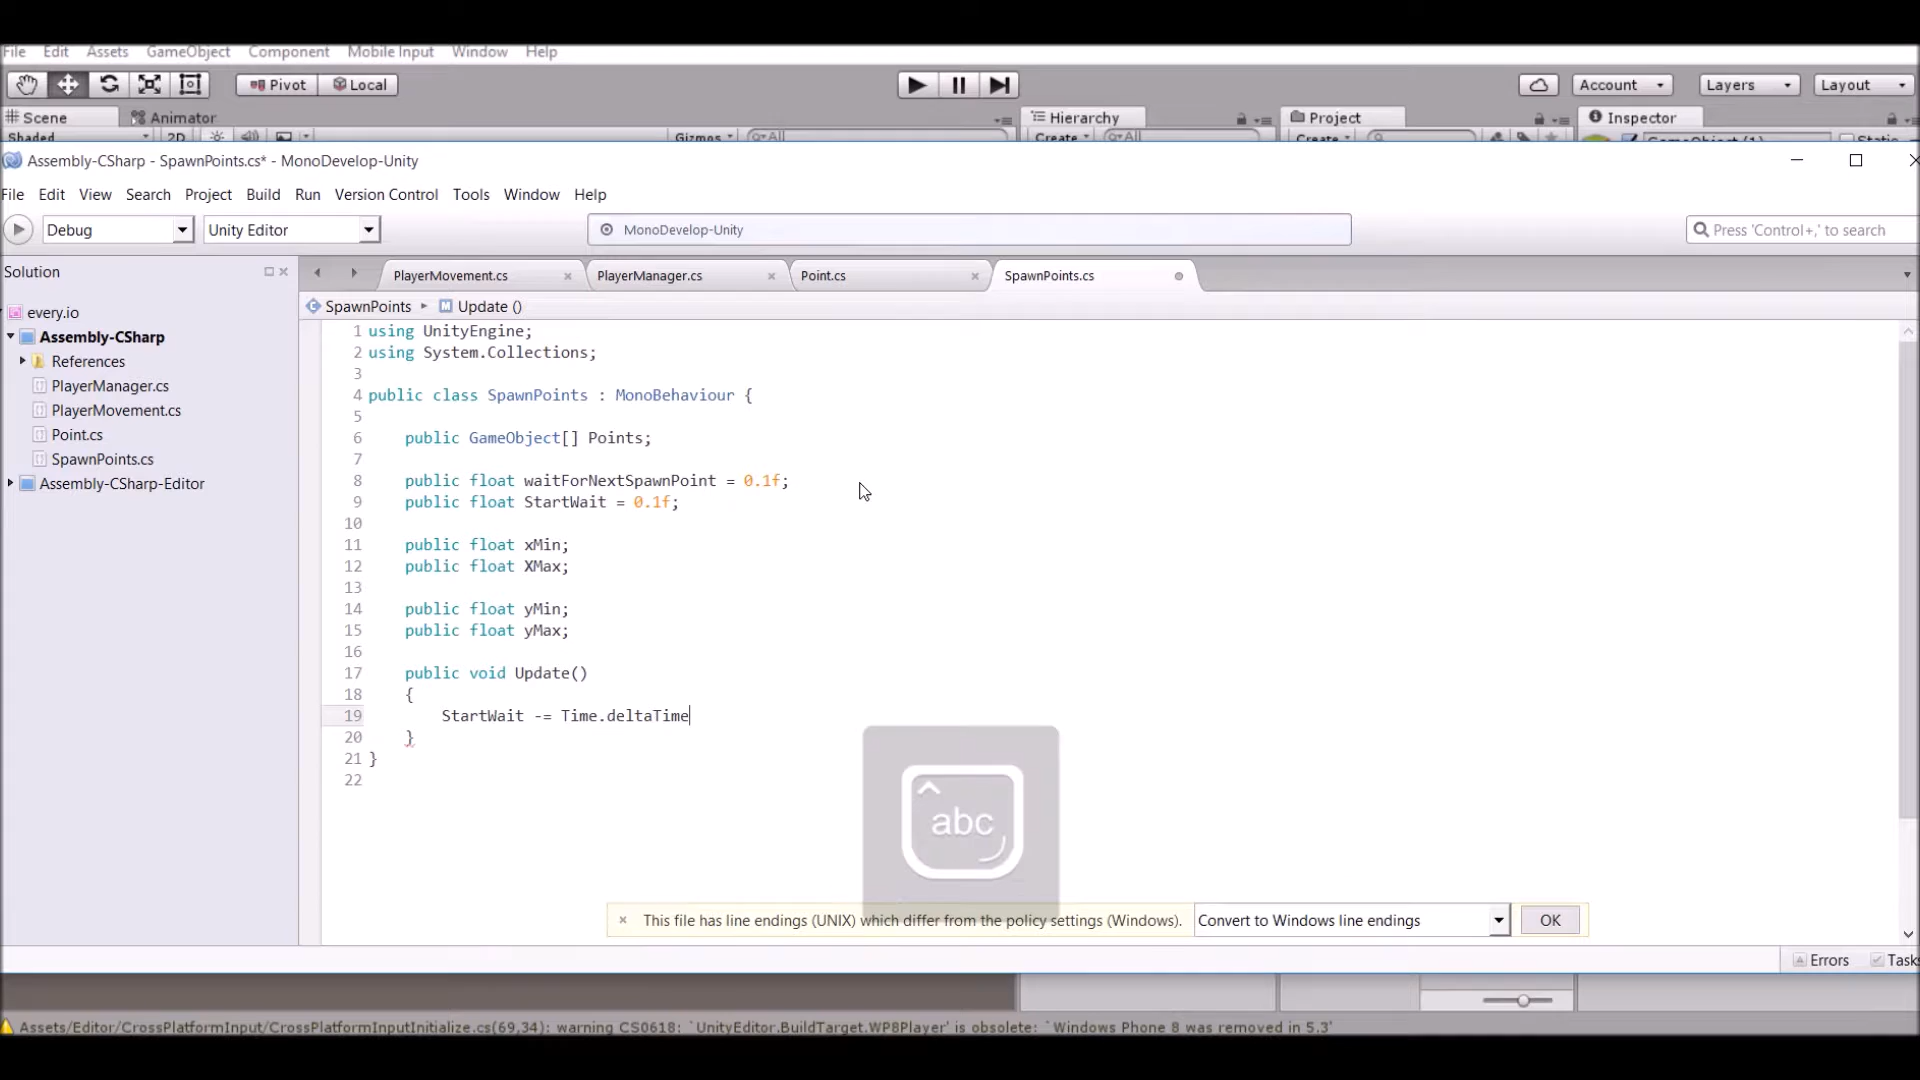 File Edit Assets GameObject Component Mobile Input Window Help
Pivot Local Account Layers Layout
Scene Animator Hierarchy Project Inspector
Shaded 2D Gizmos All Create All Create GameObject (1) Static
Assembly-CSharp - SpawnPoints.cs* - MonoDevelop-Unity
File Edit View Search Project Build Run Version Control Tools Window Help
Debug Unity Editor MonoDevelop-Unity Press 'Control+,' to search
Solution
every.io
Assembly-CSharp
References
PlayerManager.cs
PlayerMovement.cs
Point.cs
SpawnPoints.cs
Assembly-CSharp-Editor
PlayerMovement.cs PlayerManager.cs Point.cs SpawnPoints.cs
SpawnPoints Update ()
1 using UnityEngine;
2 using System.Collections;
3
4 public class SpawnPoints : MonoBehaviour {
5
6 public GameObject[] Points;
7
8 public float waitForNextSpawnPoint = 0.1f;
9 public float StartWait = 0.1f;
10
11 public float xMin;
12 public float XMax;
13
14 public float yMin;
15 public float yMax;
16
17 public void Update()
18 {
19 StartWait -= Time.deltaTime
20 }
21 }
22
abc
This file has line endings (UNIX) which differ from the policy settings (Windows). Convert to Windows line endings OK
Errors Tasks
Assets/Editor/CrossPlatformInput/CrossPlatformInputInitialize.cs(69,34): warning CS0618: `UnityEditor.BuildTarget.WP8Player' is obsolete: `Windows Phone 8 was removed in 5.3'